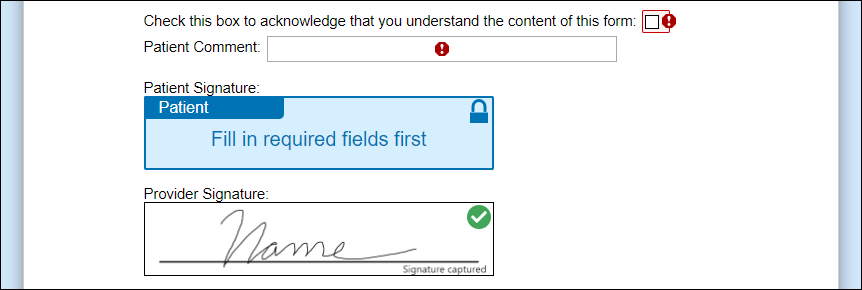 Check this box to acknowledge that you understand the content of this form:
Patient Comment:
Patient Signature:
Patient
Fill in required fields first
Provider Signature:
Name
Signature captured